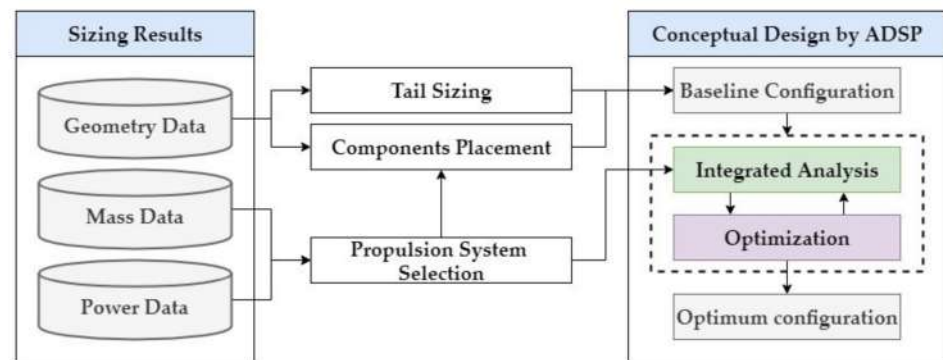 Sizing Results
Geometry Data
Mass Data
Power Data
Tail Sizing
Components Placement
Propulsion System
Selection
Conceptual Design by ADSP
Baseline Configuration
Integrated Analysis
Optimization
Optimum configuration